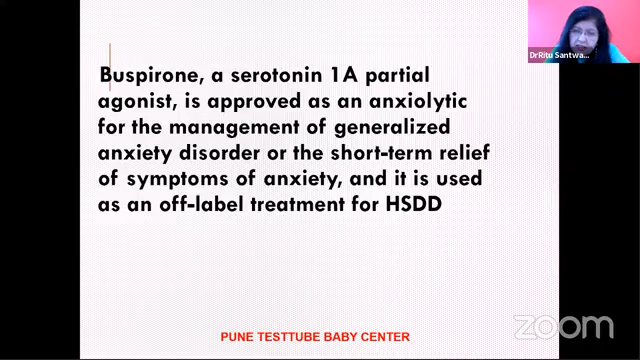 Buspirone, a serotonin 1A partial
agonist, is approved as an anxiolytic
for the management of generalized
anxiety disorder or the short-term relief
of symptoms of anxiety, and it is used
as an off-label treatment for HSDD
DrRitu Santwa...
PUNE TESTTUBE BABY CENTER
zoom